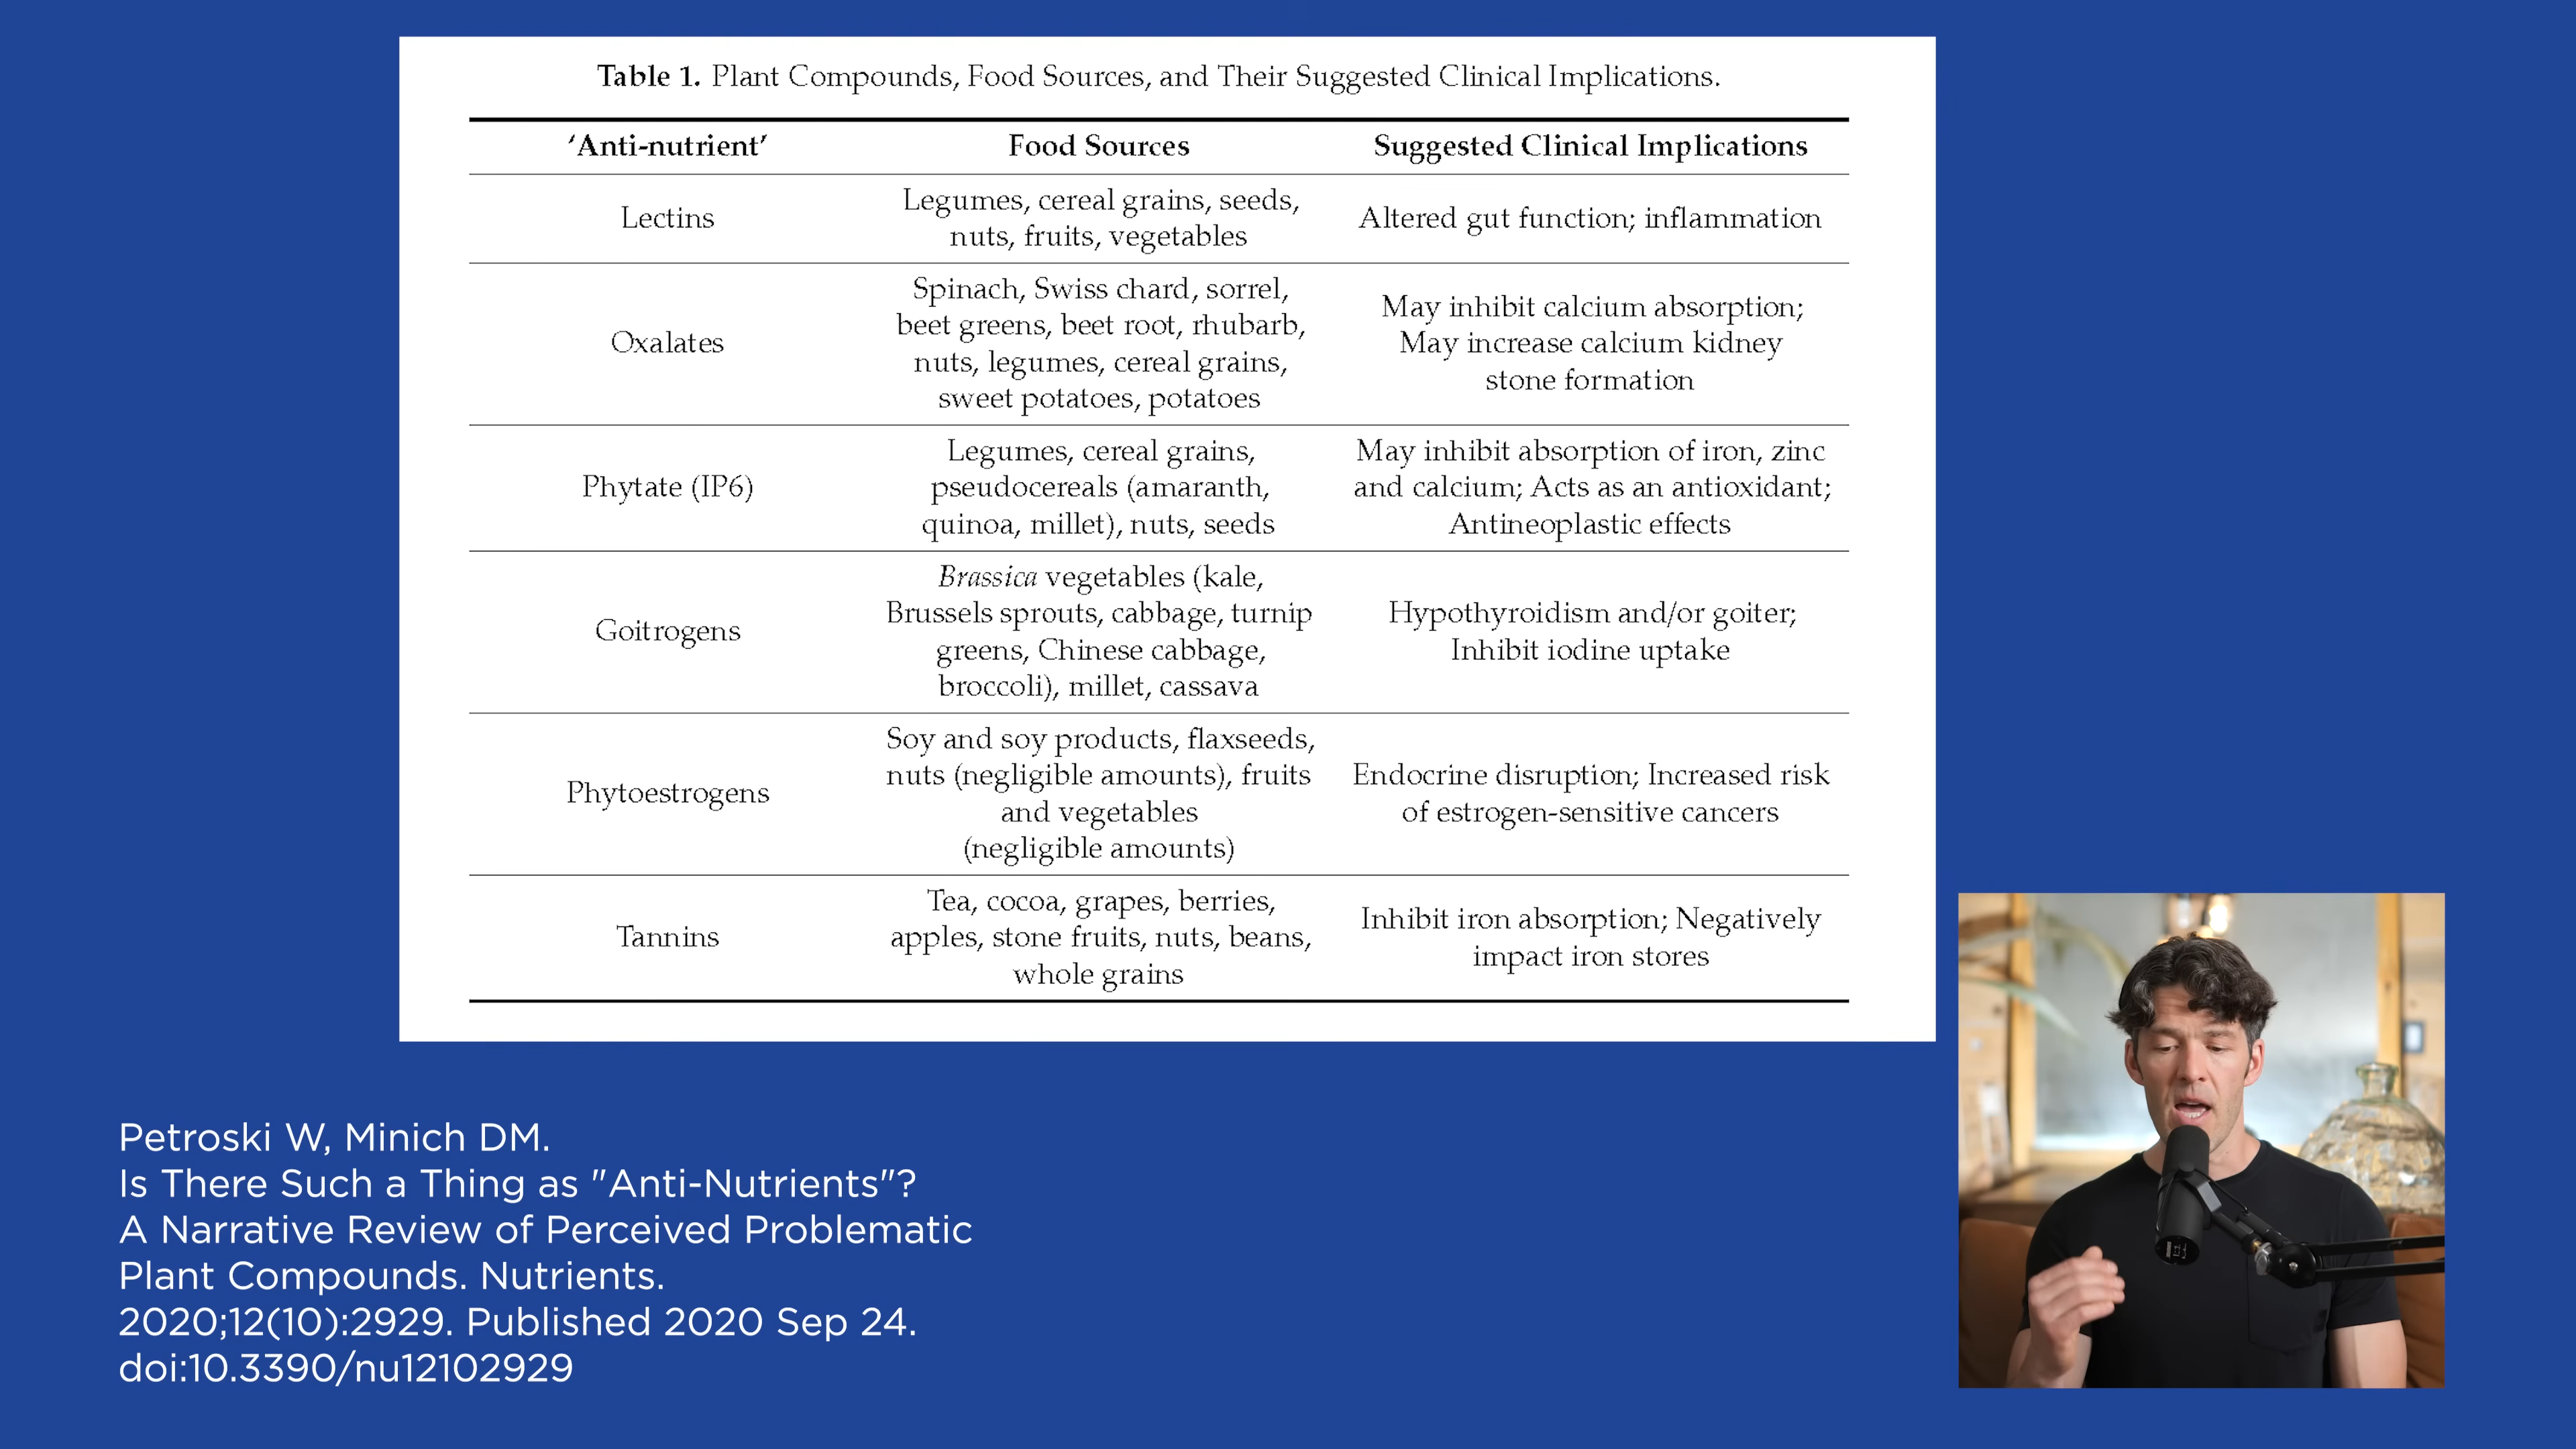 Table 1. Plant Compounds, Food Sources, and Their Suggested Clinical Implications.
‘Anti-nutrient’ Food Sources Suggested Clinical Implications
Lectins
Legumes, cereal grains, seeds,
nuts, fruits, vegetables
Altered gut function; inflammation
Oxalates
Spinach, Swiss chard, sorrel,
beet greens, beet root, rhubarb,
nuts, legumes, cereal grains,
sweet potatoes, potatoes
May inhibit calcium absorption;
May increase calcium kidney
stone formation
Phytate (IP6)
Legumes, cereal grains,
pseudocereals (amaranth,
quinoa, millet), nuts, seeds
May inhibit absorption of iron, zinc
and calcium; Acts as an antioxidant;
Antineoplastic effects
Goitrogens
Brassica vegetables (kale,
Brussels sprouts, cabbage, turnip
greens, Chinese cabbage,
broccoli), millet, cassava
Hypothyroidism and/or goiter;
Inhibit iodine uptake
Phytoestrogens
Soy and soy products, flaxseeds,
nuts (negligible amounts), fruits
and vegetables
(negligible amounts)
Endocrine disruption; Increased risk
of estrogen-sensitive cancers
Tannins
Tea, cocoa, grapes, berries,
apples, stone fruits, nuts, beans,
whole grains
Inhibit iron absorption; Negatively
impact iron stores
Petroski W, Minich DM.
Is There Such a Thing as "Anti-Nutrients"?
A Narrative Review of Perceived Problematic
Plant Compounds. Nutrients.
2020;12(10):2929. Published 2020 Sep 24.
doi:10.3390/nu12102929